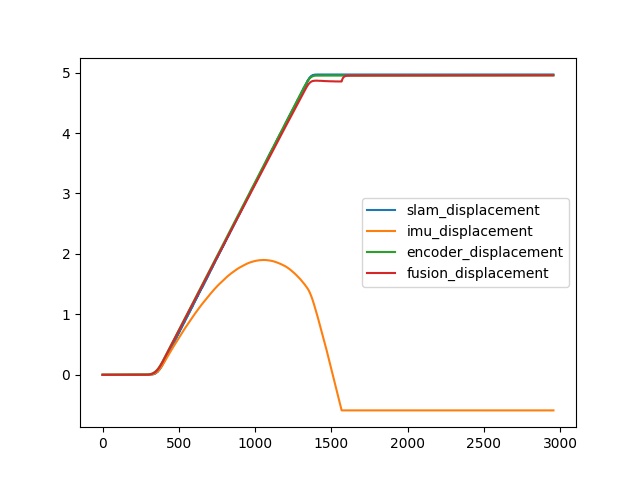 5
4
3
2
1
0
slam_displacement
imu_displacement
encoder_displacement
fusion_displacement
0 500 1000 1500 2000 2500 3000